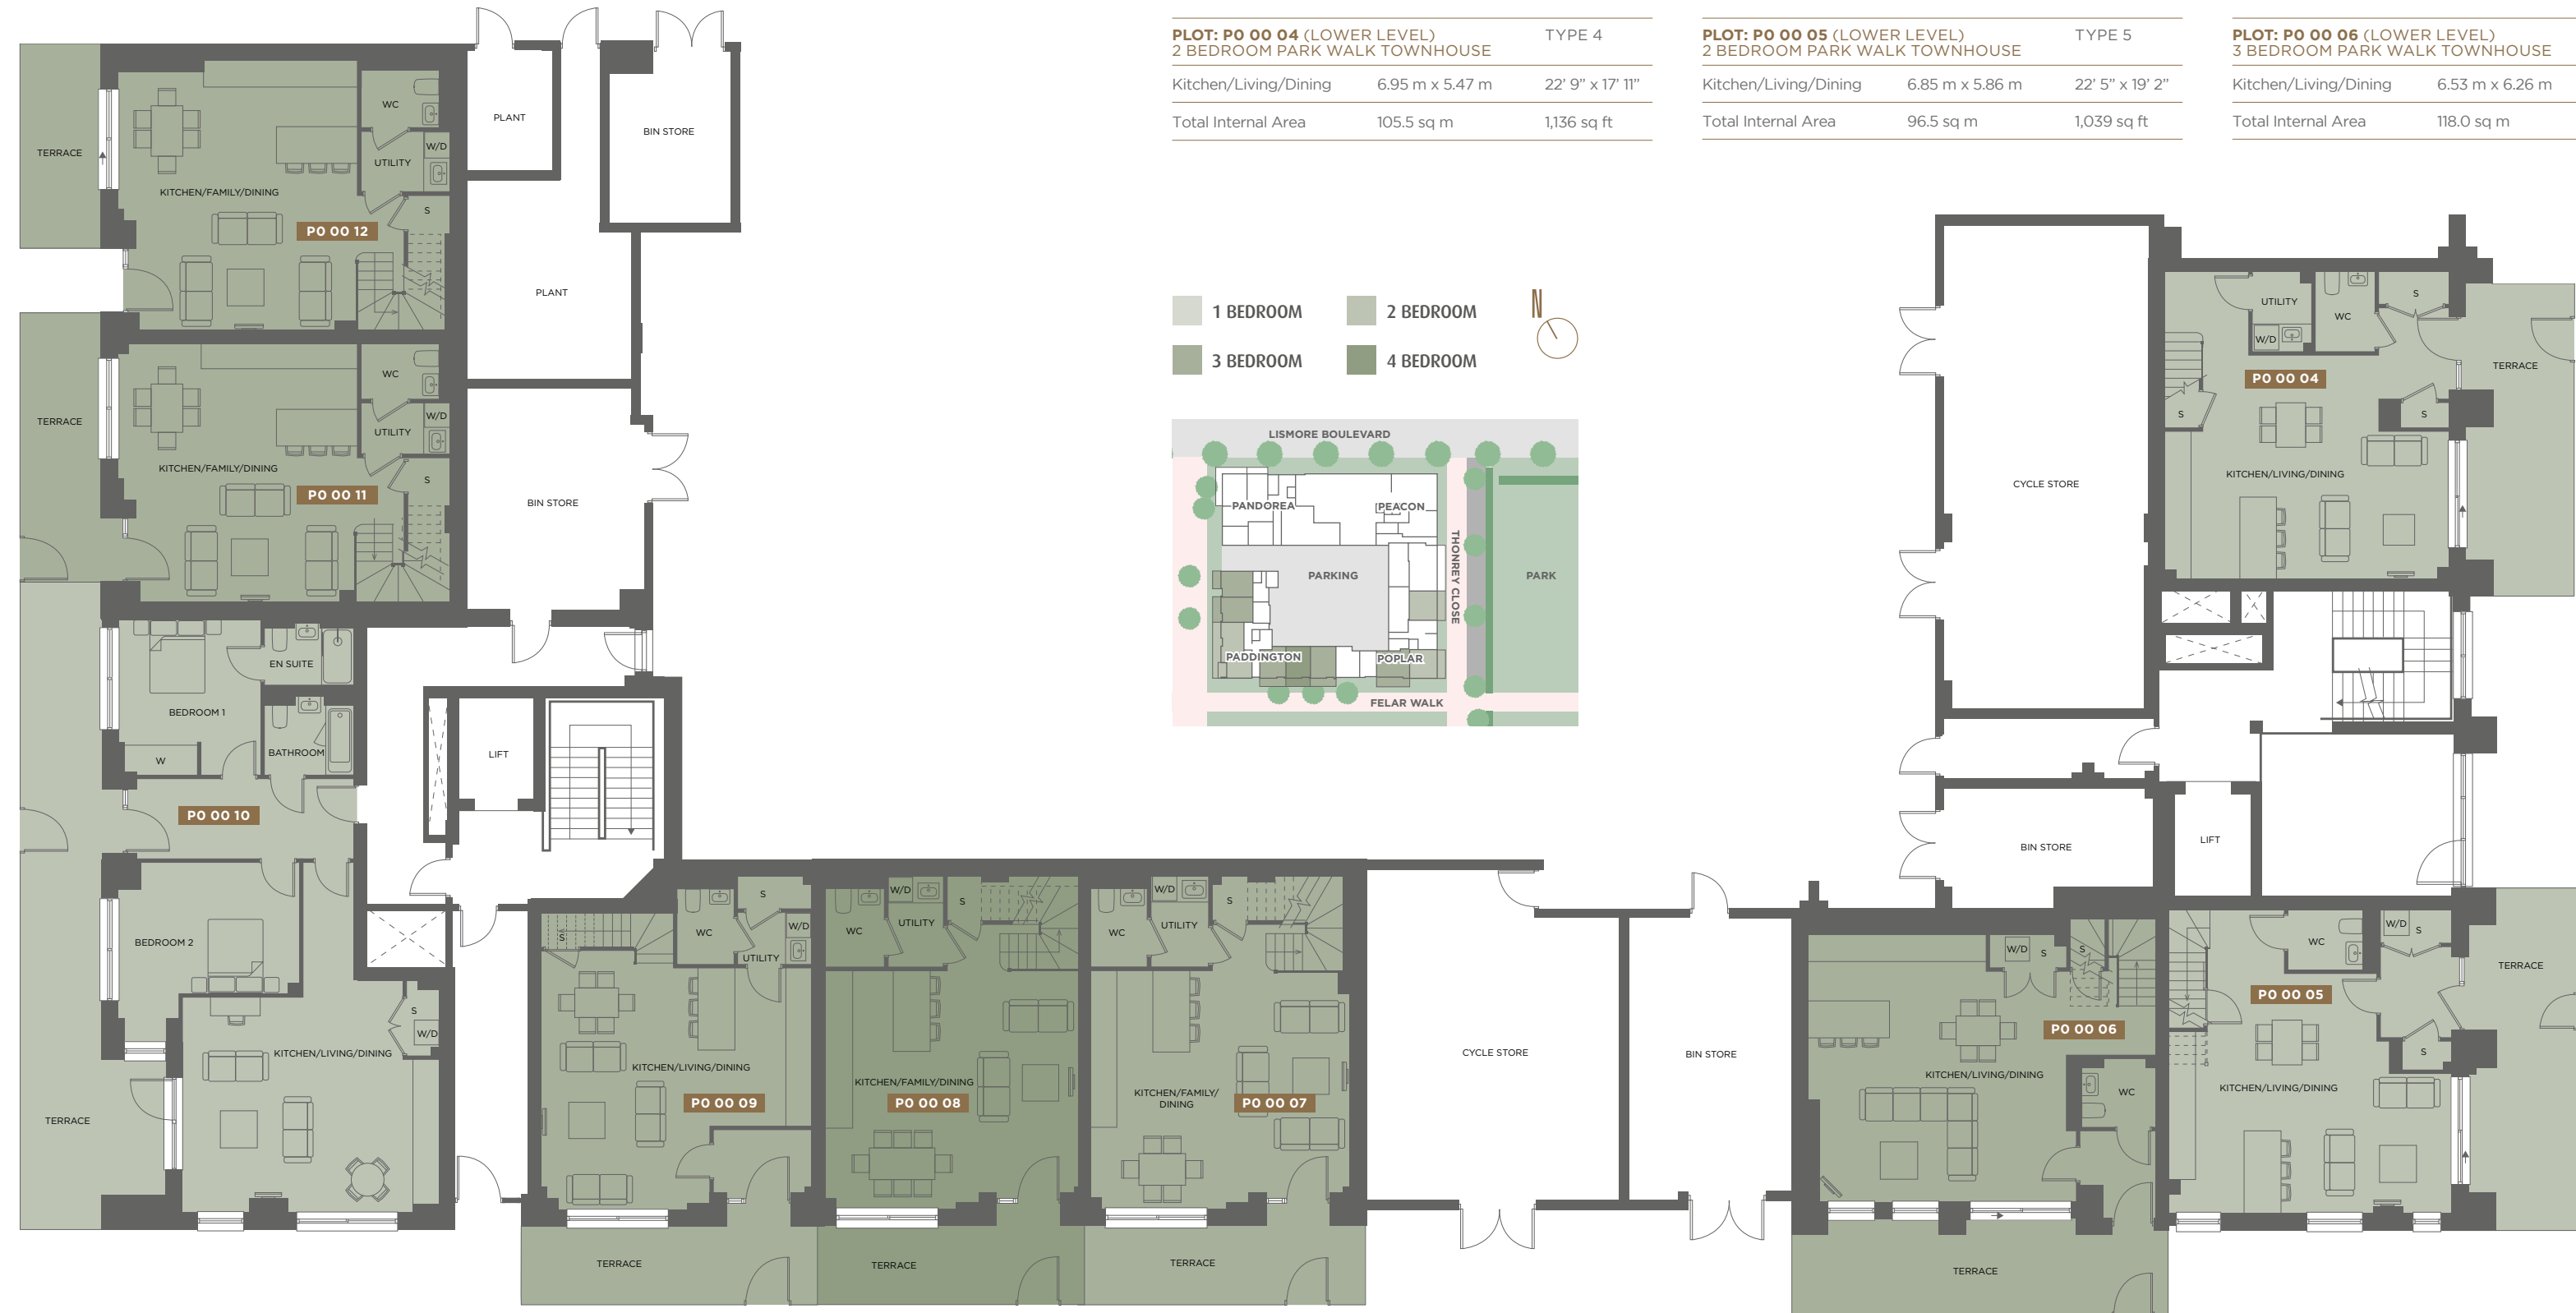 PLOT: P0 00 04 (LOWER LEVEL) TYPE 4
2 BEDROOM PARK WALK TOWNHOUSE
Kitchen/Living/Dining 6.95 m x 5.47 m 22' 9" x 17' 11"
Total Internal Area 105.5 sq m 1,136 sq ft
PLOT: P0 00 05 (LOWER LEVEL) TYPE 5
2 BEDROOM PARK WALK TOWNHOUSE
Kitchen/Living/Dining 6.85 m x 5.86 m 22' 5" x 19' 2"
Total Internal Area 96.5 sq m 1,039 sq ft
PLOT: P0 00 06 (LOWER LEVEL)
3 BEDROOM PARK WALK TOWNHOUSE
Kitchen/Living/Dining 6.53 m x 6.26 m
Total Internal Area 118.0 sq m
1 BEDROOM
2 BEDROOM
3 BEDROOM
4 BEDROOM
N
LISMORE BOULEVARD
PANDOREA
PEACON
THONREY CLOSE
PARKING
PARK
PADDINGTON
POPLAR
FELAR WALK
TERRACE
WC
W/D
UTILITY
KITCHEN/FAMILY/DINING
S
P0 00 12
PLANT
BIN STORE
PLANT
TERRACE
WC
W/D
UTILITY
KITCHEN/FAMILY/DINING
S
P0 00 11
BIN STORE
EN SUITE
BEDROOM 1
BATHROOM
W
P0 00 10
LIFT
BEDROOM 2
S
W/D
KITCHEN/LIVING/DINING
TERRACE
S
WC
S
W/D
UTILITY
KITCHEN/LIVING/DINING
P0 00 09
TERRACE
WC
W/D
UTILITY
S
KITCHEN/FAMILY/DINING
P0 00 08
TERRACE
WC
W/D
UTILITY
S
KITCHEN/FAMILY/
DINING
P0 00 07
TERRACE
CYCLE STORE
BIN STORE
CYCLE STORE
BIN STORE
LIFT
UTILITY
W/D
WC
S
TERRACE
P0 00 04
S
S
KITCHEN/LIVING/DINING
W/D
S
S
P0 00 06
KITCHEN/LIVING/DINING
WC
TERRACE
WC
W/D
S
TERRACE
P0 00 05
S
KITCHEN/LIVING/DINING